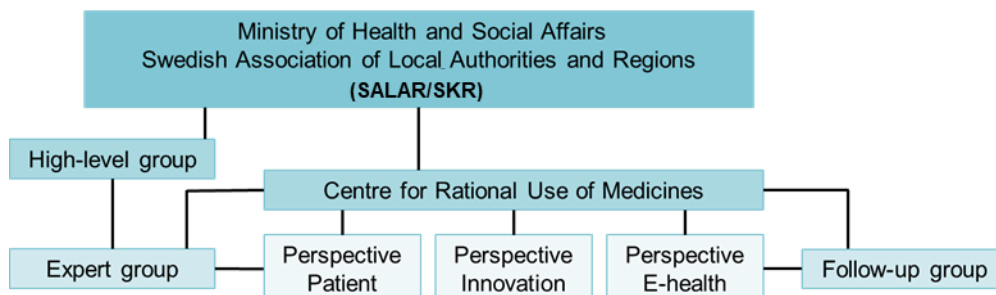 Ministry of Health and Social Affairs
Swedish Association of Local Authorities and Regions
(SALAR/SKR)
High-level group
Centre for Rational Use of Medicines
Expert group
Perspective
Patient
Perspective
Innovation
Perspective
E-health
Follow-up group